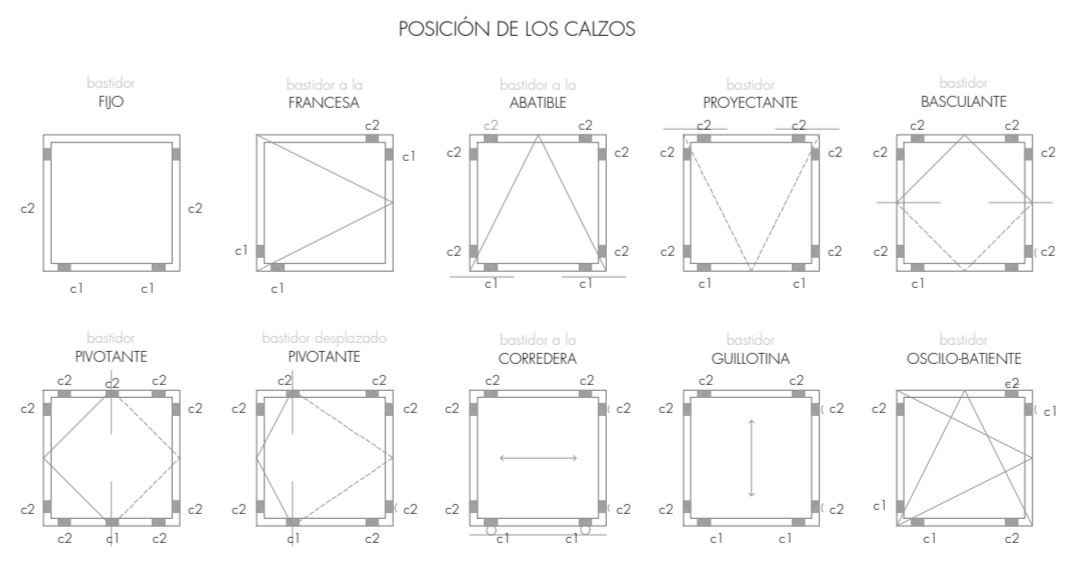 POSICIÓN DE LOS CALZOS
bastidor
FIJO
bastidor a la
FRANCESA
bastidor a la
ABATIBLE
bastidor
PROYECTANTE
bastidor
BASCULANTE
c2 c2 c2 c2 c2 c2 c2
c1 c2 c2 c2 c2 c2 c2
c2 c2
c1 c2 c2 c2 c2 c2 c2
c1 c1 c1 c1 c1 c1 c1 c1
bastidor
PIVOTANTE
bastidor desplazado
PIVOTANTE
bastidor a la
CORREDERA
bastidor
GUILLOTINA
bastidor
OSCILO-BATIENTE
c2 c2 c2 c2 c2 c2 c2 c2 c2 c2
c2 c2 c2 c2 c2 c2 c2 c2 c2 c1
c2 c2 c2 c2 c2 c2 c2 c2 c1
c2 c1 c2 c1 c2 c1 c1 c1 c1 c1 c2